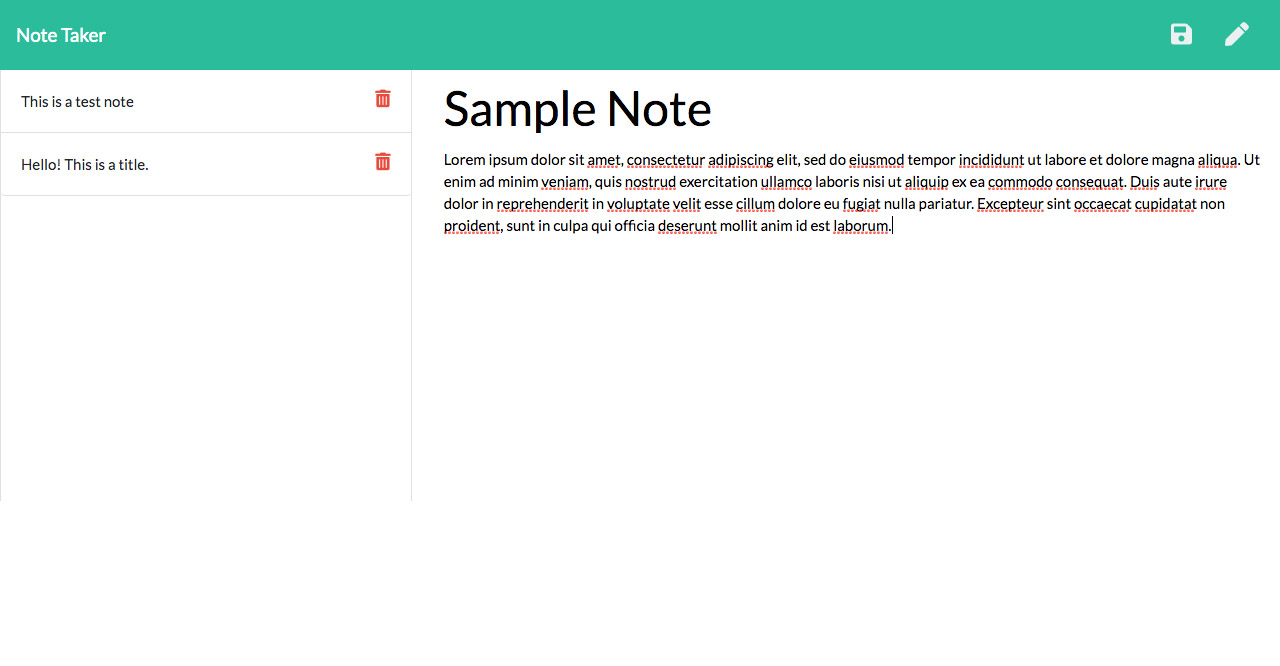 Note Taker
This is a test note
Hello! This is a title.
Sample Note
Lorem ipsum dolor sit amet, consectetur adipiscing elit, sed do eiusmod tempor incididunt ut labore et dolore magna aliqua. Ut
enim ad minim veniam, quis nostrud exercitation ullamco laboris nisi ut aliquip ex ea commodo consequat. Duis aute irure
dolor in reprehenderit in voluptate velit esse cillum dolore eu fugiat nulla pariatur. Excepteur sint occaecat cupidatat non
proident, sunt in culpa qui officia deserunt mollit anim id est laborum.